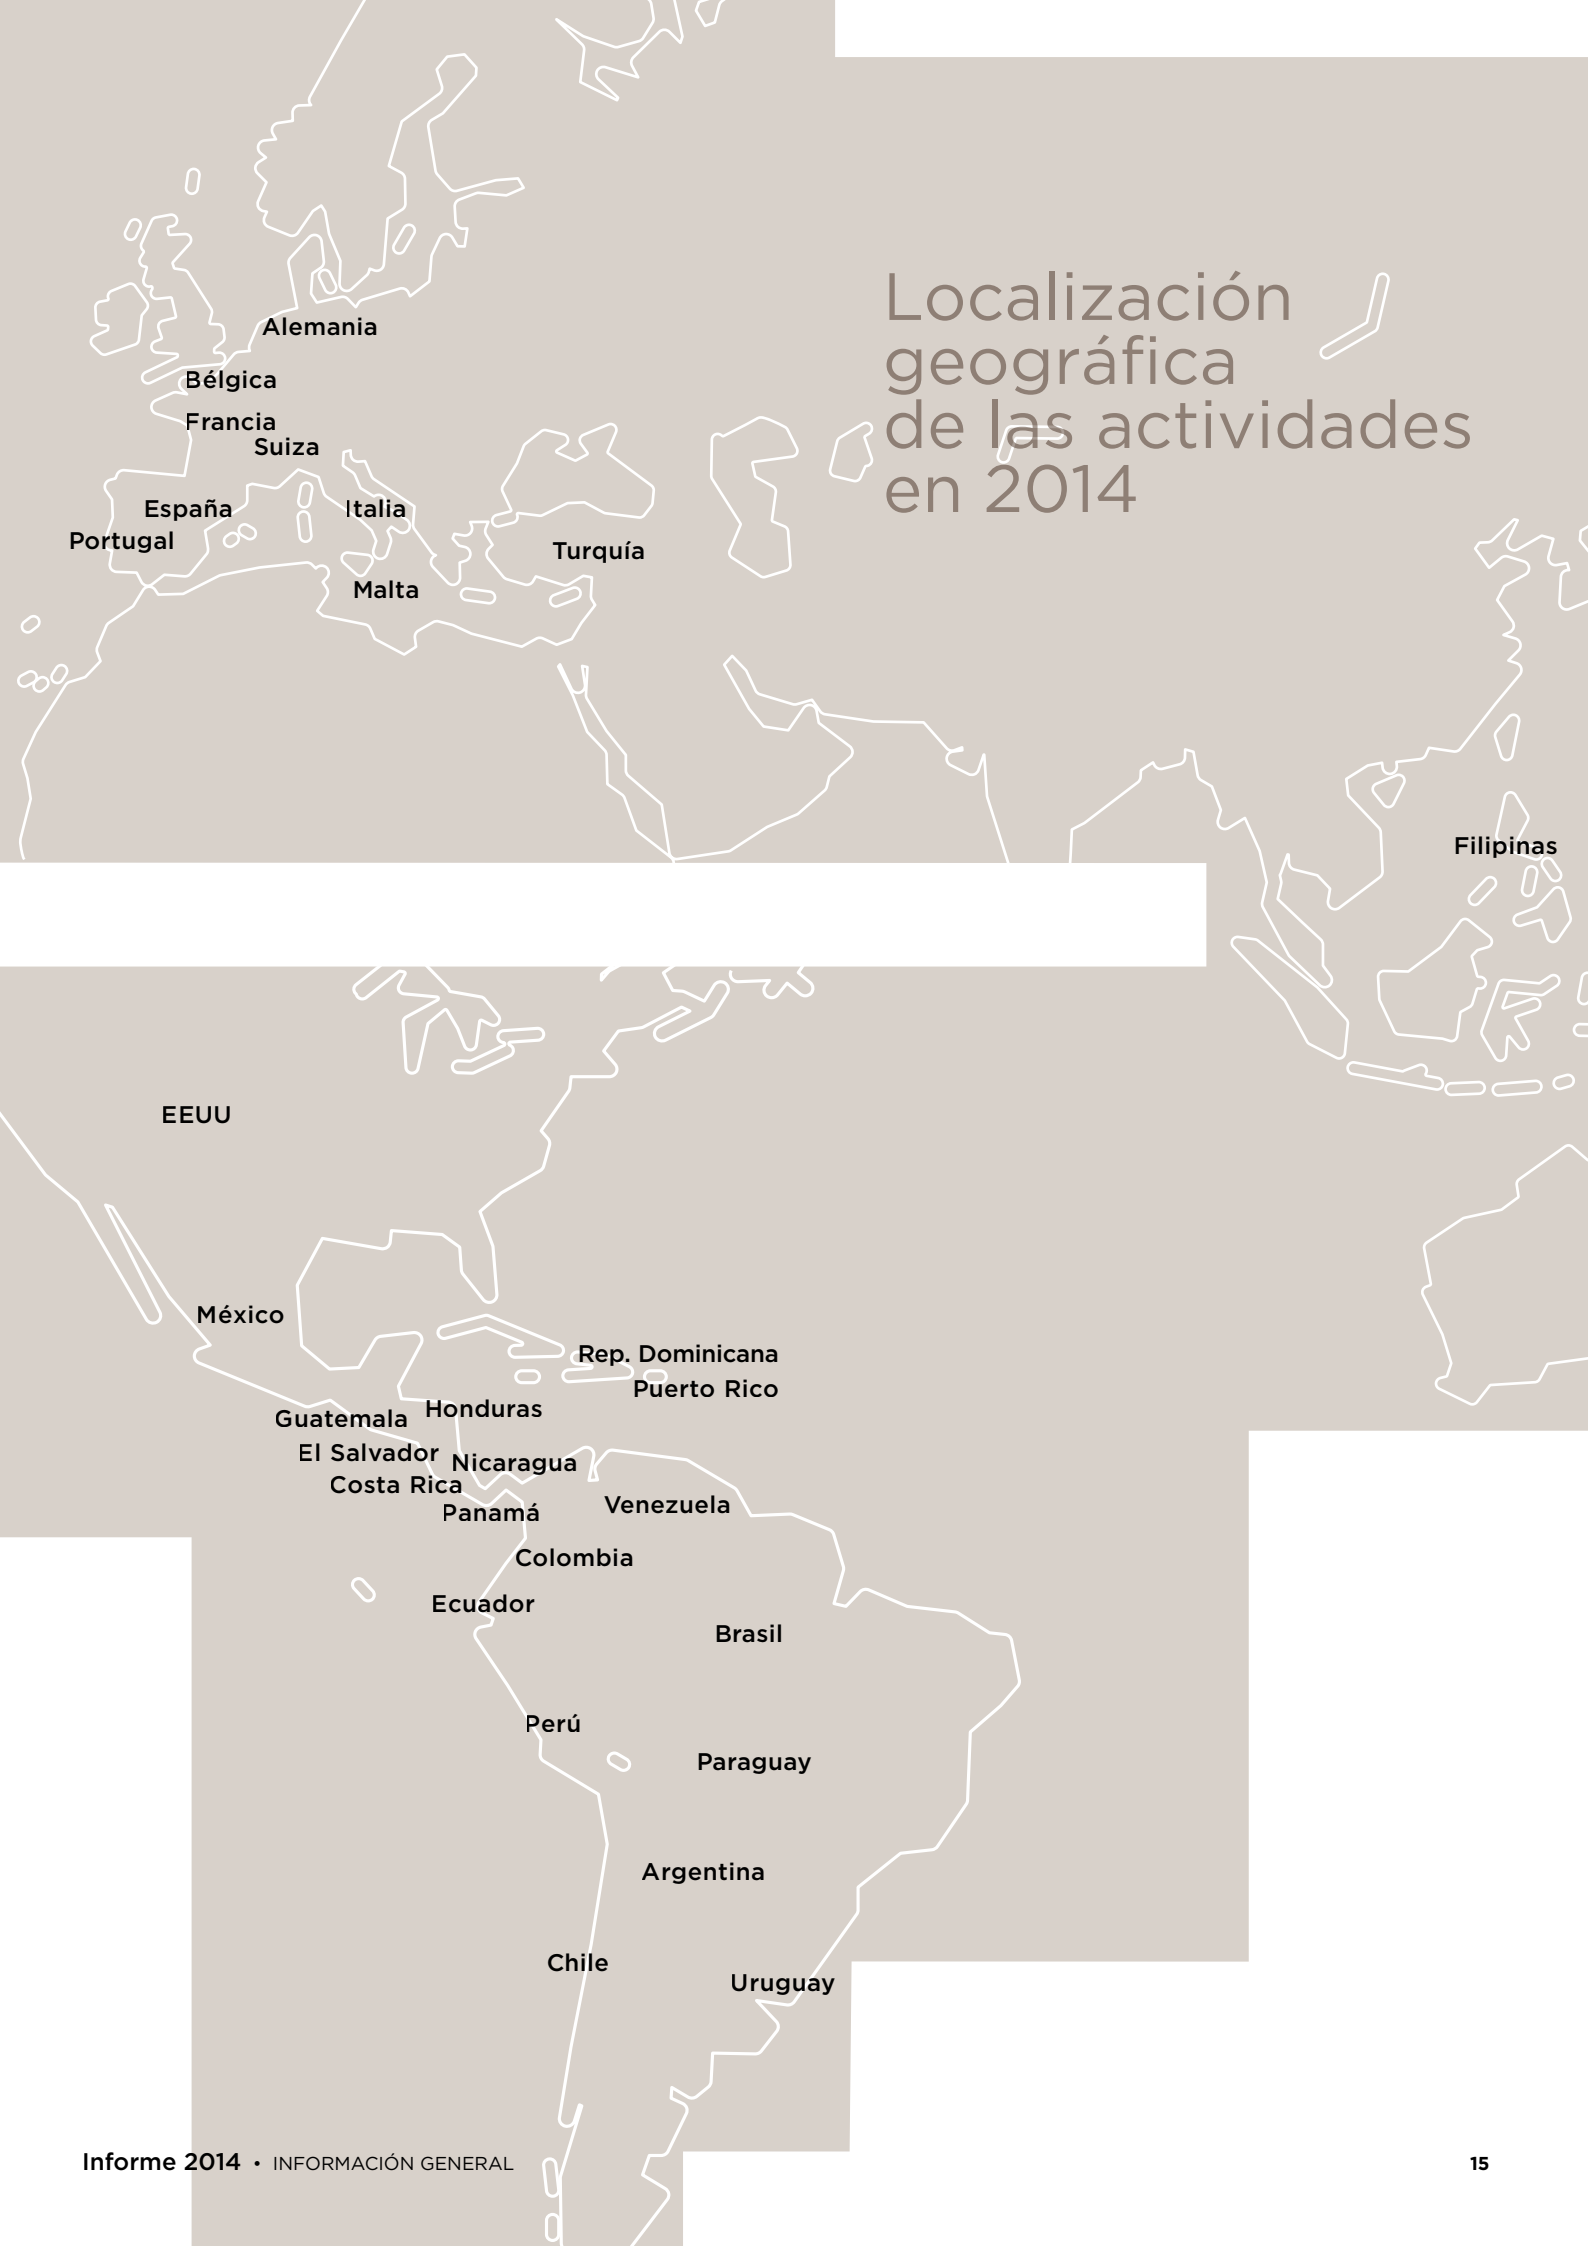 Localización
geográfica
de las actividades
en 2014
Alemania
Bélgica
Francia
Suiza
España
Italia
Portugal
Turquía
Malta
Filipinas
EEUU
México
Rep. Dominicana
Puerto Rico
Honduras
Guatemala
El Salvador
Nicaragua
Costa Rica
Panamá
Venezuela
Colombia
Ecuador
Brasil
Perú
Paraguay
Argentina
Chile
Uruguay
Informe 2014 • INFORMACIÓN GENERAL
15